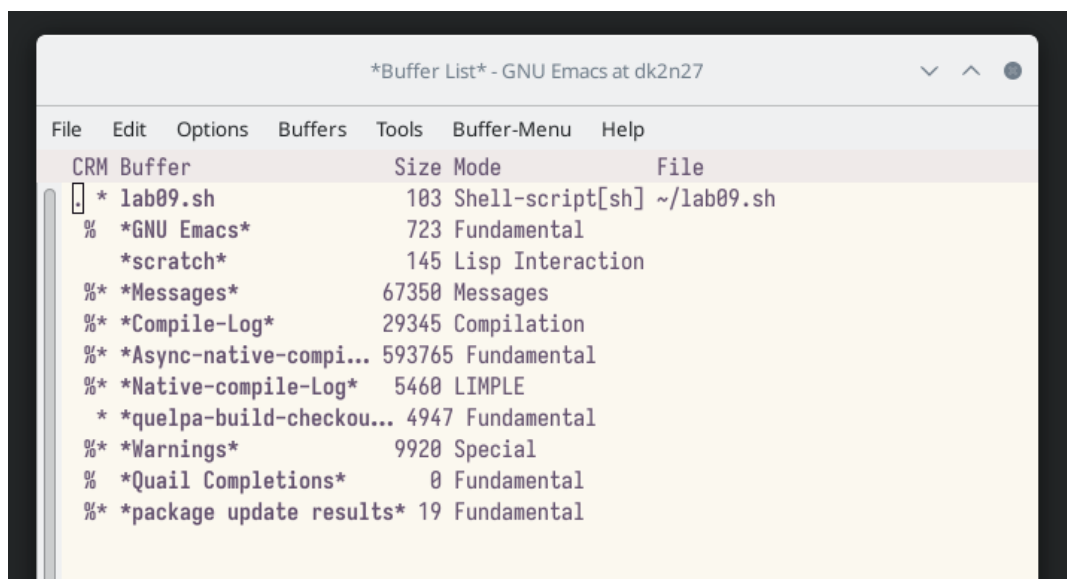 *Buffer List* - GNU Emacs at dk2n27
File Edit Options Buffers Tools Buffer-Menu Help
CRM Buffer Size Mode File
. * lab09.sh 103 Shell-script[sh] ~/lab09.sh
% *GNU Emacs* 723 Fundamental
*scratch* 145 Lisp Interaction
%* *Messages* 67350 Messages
%* *Compile-Log* 29345 Compilation
%* *Async-native-compi... 593765 Fundamental
%* *Native-compile-Log* 5460 LIMPLE
* *quelpa-build-checkou... 4947 Fundamental
%* *Warnings* 9920 Special
% *Quail Completions* 0 Fundamental
%* *package update results* 19 Fundamental